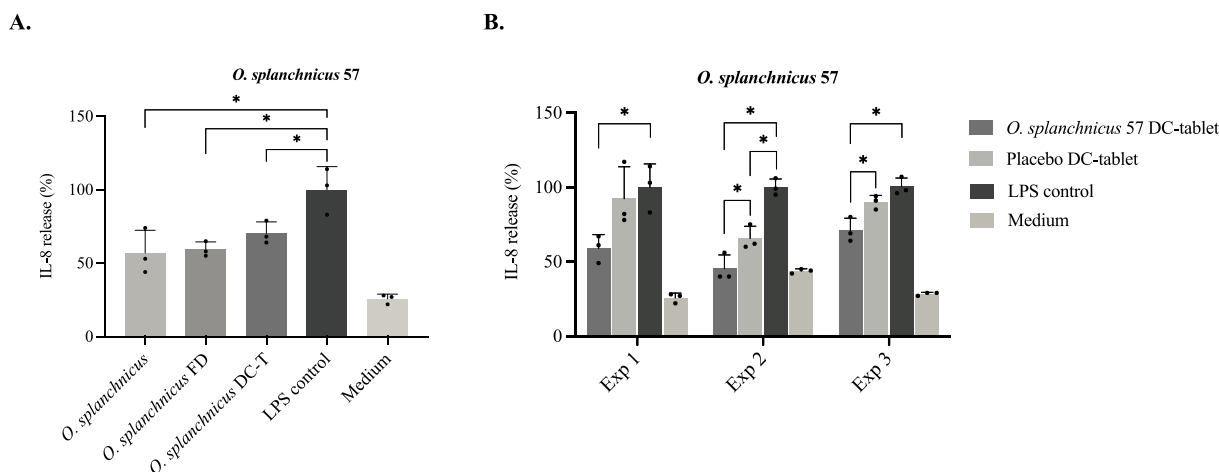 A.
O. splanchnicus 57
IL-8 release (%)
150
100
50
0
*
*
*
O. splanchnicus
O. splanchnicus FD
O. splanchnicus DC-T
LPS control
Medium
B.
O. splanchnicus 57
IL-8 release (%)
150
100
50
0
*
*
*
*
*
*
Exp 1
Exp 2
Exp 3
O. splanchnicus 57 DC-tablet
Placebo DC-tablet
LPS control
Medium